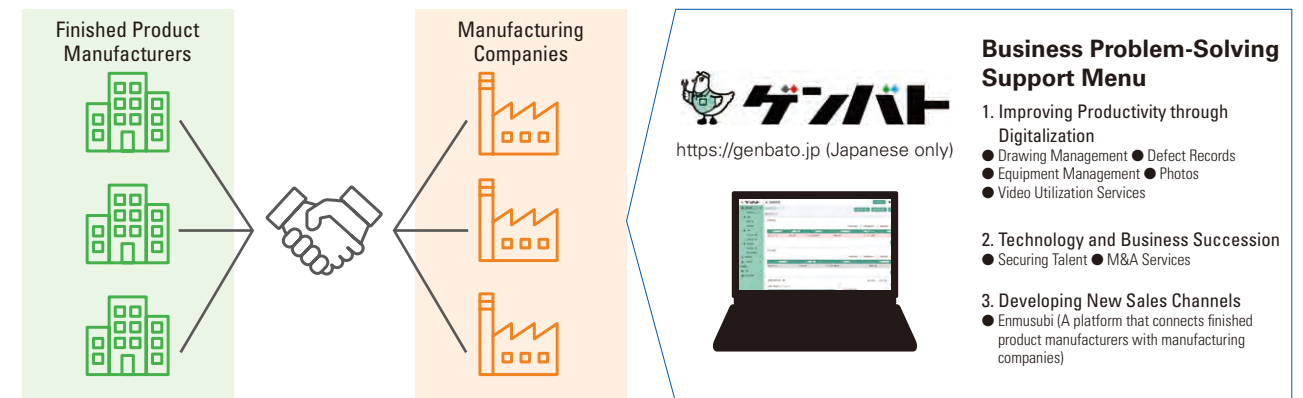 Finished Product
Manufacturers
Manufacturing
Companies
ゲンバト
https://genbato.jp (Japanese only)
Business Problem-Solving
Support Menu
1. Improving Productivity through
Digitalization
● Drawing Management ● Defect Records
● Equipment Management ● Photos
● Video Utilization Services
2. Technology and Business Succession
● Securing Talent ● M&A Services
3. Developing New Sales Channels
● Enmusubi (A platform that connects finished
product manufacturers with manufacturing
companies)